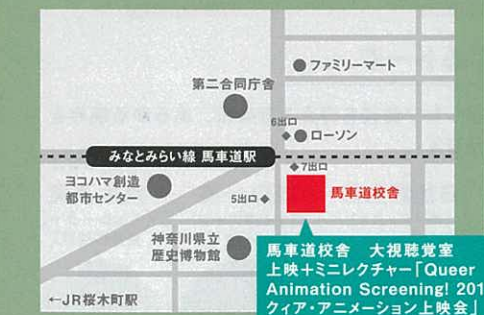 ファミリーマート
第二合同庁舎
6出口
ローソン
みなとみらい線 馬車道駅
7出口
ヨコハマ創造
都市センター
5出口
馬車道校舎
神奈川県立
歴史博物館
←JR桜木町駅
馬車道校舎 大視聴覚室
上映+ミニレクチャー「Queer
Animation Screening! 201
クィア・アニメーション上映会」